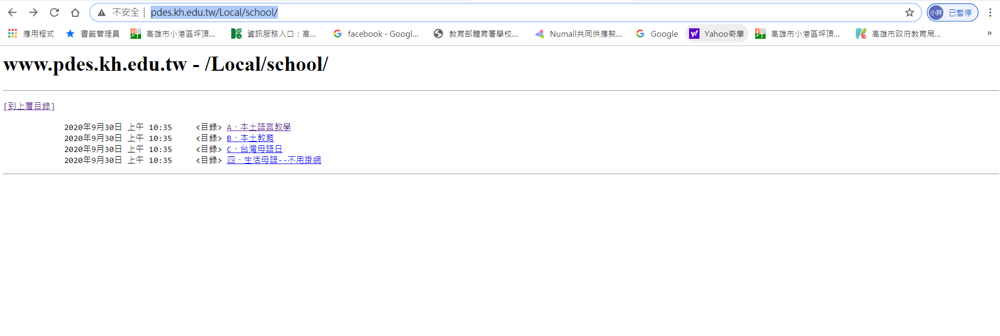 不安全 | pdes.kh.edu.tw/Local/school/ 小胖 已暫停
應用程式 書籤管理員 高雄市小港區坪頂... 資訊服務入口：高... facebook - Googl... 教育部體育署學校... Numall共同供應契... Google Yahoo奇摩 高雄市小港區坪頂... 高雄市政府教育局... »
www.pdes.kh.edu.tw - /Local/school/
[到上層目錄]
2020年9月30日 上午 10:35 <目錄> A、本土語言教學
2020年9月30日 上午 10:35 <目錄> B、本土教育
2020年9月30日 上午 10:35 <目錄> C、台灣母語日
2020年9月30日 上午 10:35 <目錄> 四、生活母語--不用掛網